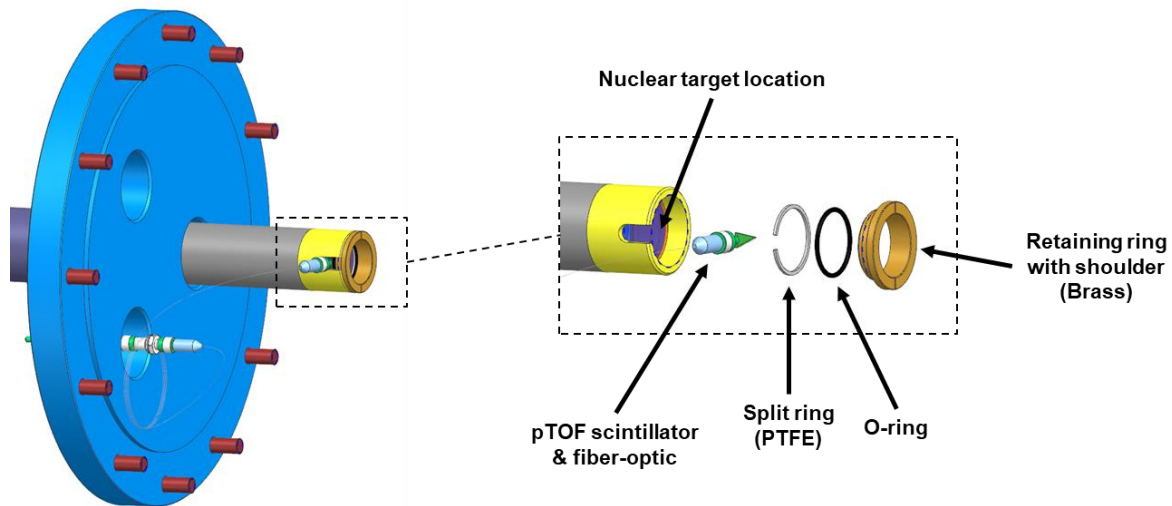 Nuclear target location
Retaining ring
with shoulder
(Brass)
pTOF scintillator
& fiber-optic
Split ring
(PTFE)
O-ring